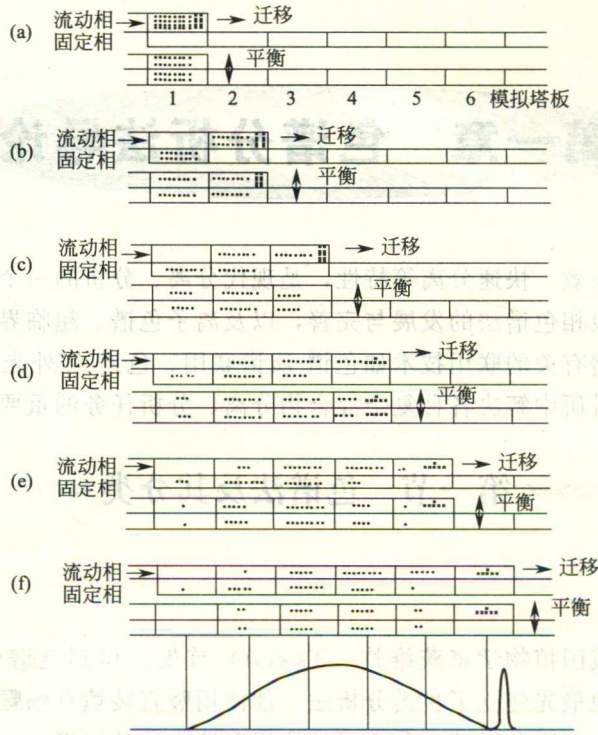 (a) 流动相 迁移
固定相
平衡
1 2 3 4 5 6 模拟塔板
(b) 流动相 迁移
固定相
平衡
(c) 流动相 迁移
固定相
平衡
(d) 流动相 迁移
固定相
平衡
(e) 流动相 迁移
固定相
平衡
(f) 流动相 迁移
固定相
平衡